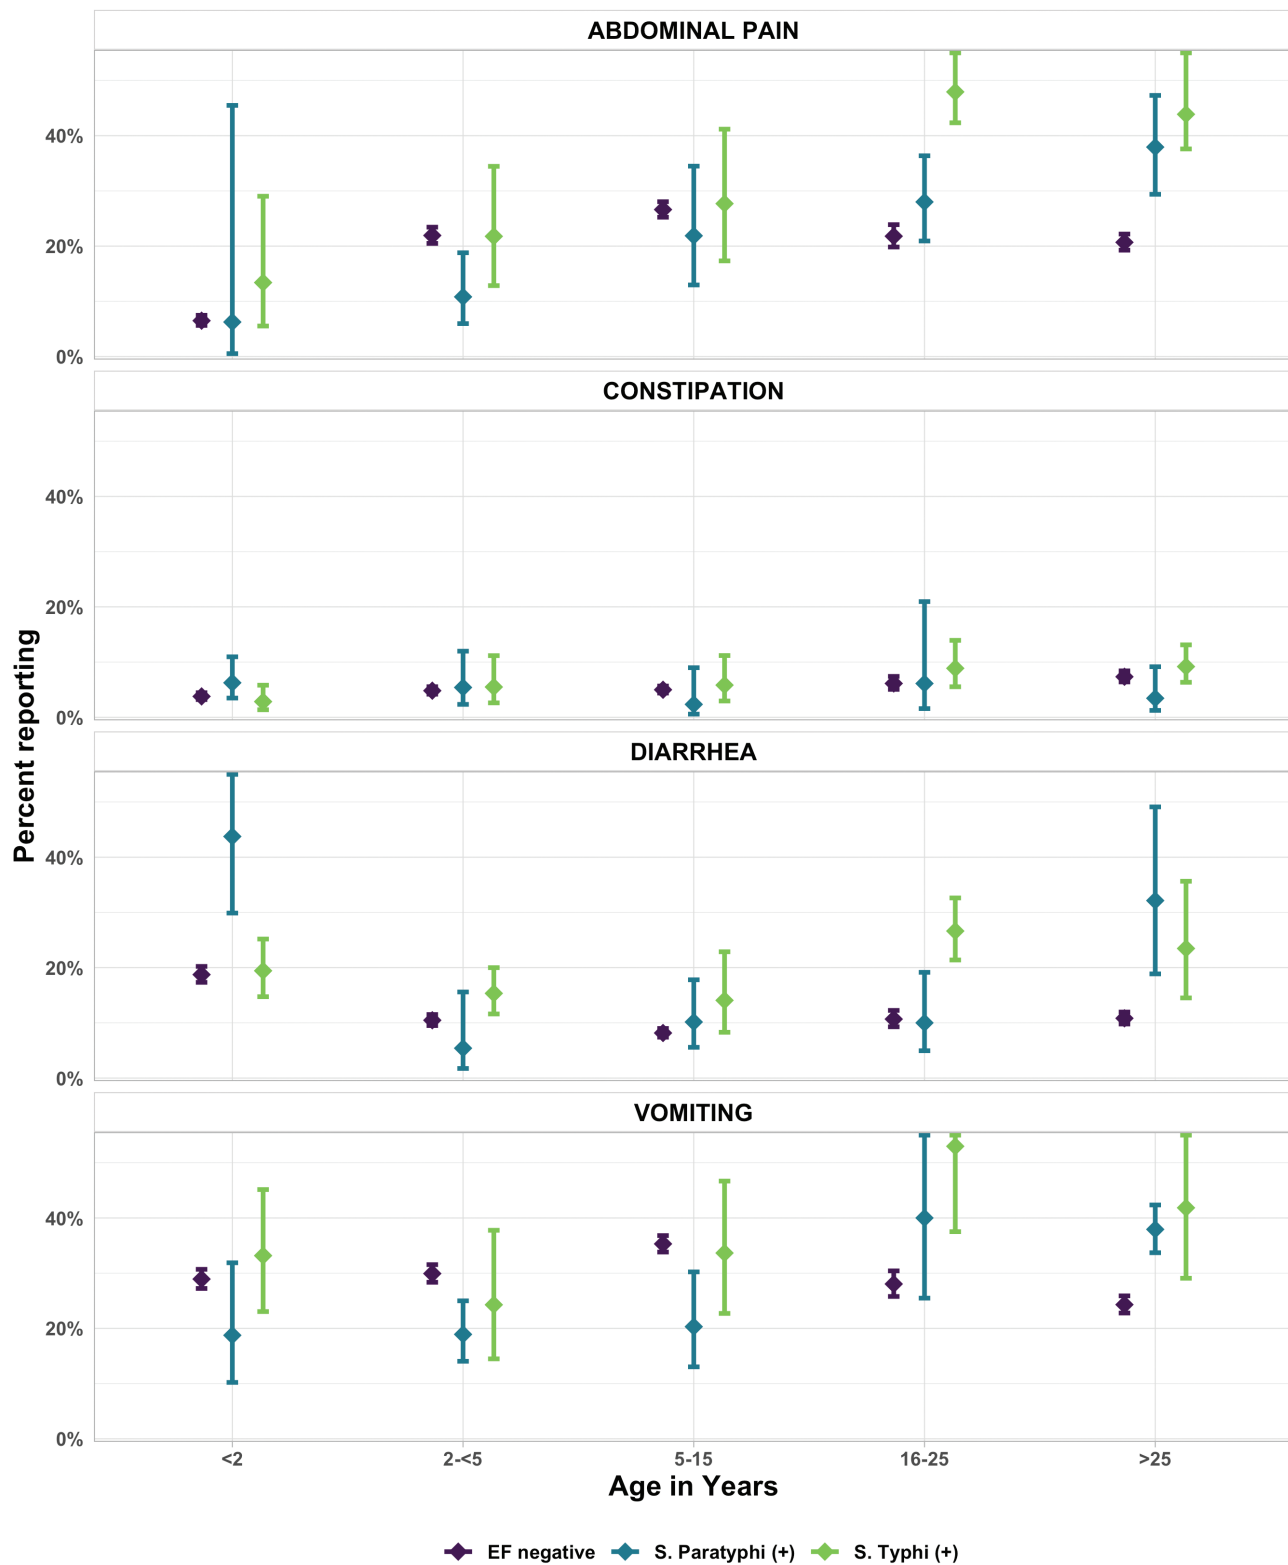 ABDOMINAL PAIN
40%
20%
0%
CONSTIPATION
40%
20%
0%
DIARRHEA
40%
20%
0%
VOMITING
40%
20%
0%
Percent reporting
<2 2-<5 5-15 16-25 >25
Age in Years
EF negative S. Paratyphi (+) S. Typhi (+)